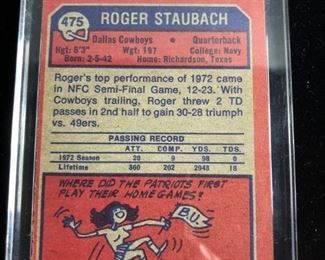 475 ROGER STAUBACH
Dallas Cowboys • Quarterback
Hgt: 6'3" Wgt: 197 College: Navy
Born: 2-5-42 Home: Richardson, Texas
Roger's top performance of 1972 came
in NFC Semi-Final Game, 12-23. With
Cowboys trailing, Roger threw 2 TD
passes in 2nd half to gain 30-28 triumph
vs. 49ers.
PASSING RECORD
ATT. COMP. YDS. TDS.
1972 Season 20 9 98 0
Lifetime 360 202 2948 18
WHERE DID THE PATRIOTS FIRST
PLAY THEIR HOME GAMES?
B.U.